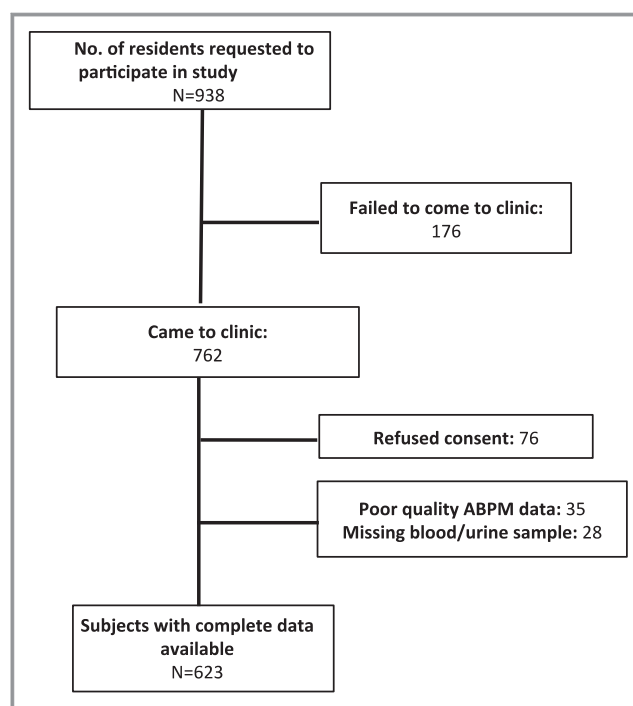 No. of residents requested to
participate in study
N=938
Failed to come to clinic:
176
Came to clinic:
762
Refused consent: 76
Poor quality ABPM data: 35
Missing blood/urine sample: 28
Subjects with complete data
available
N=623